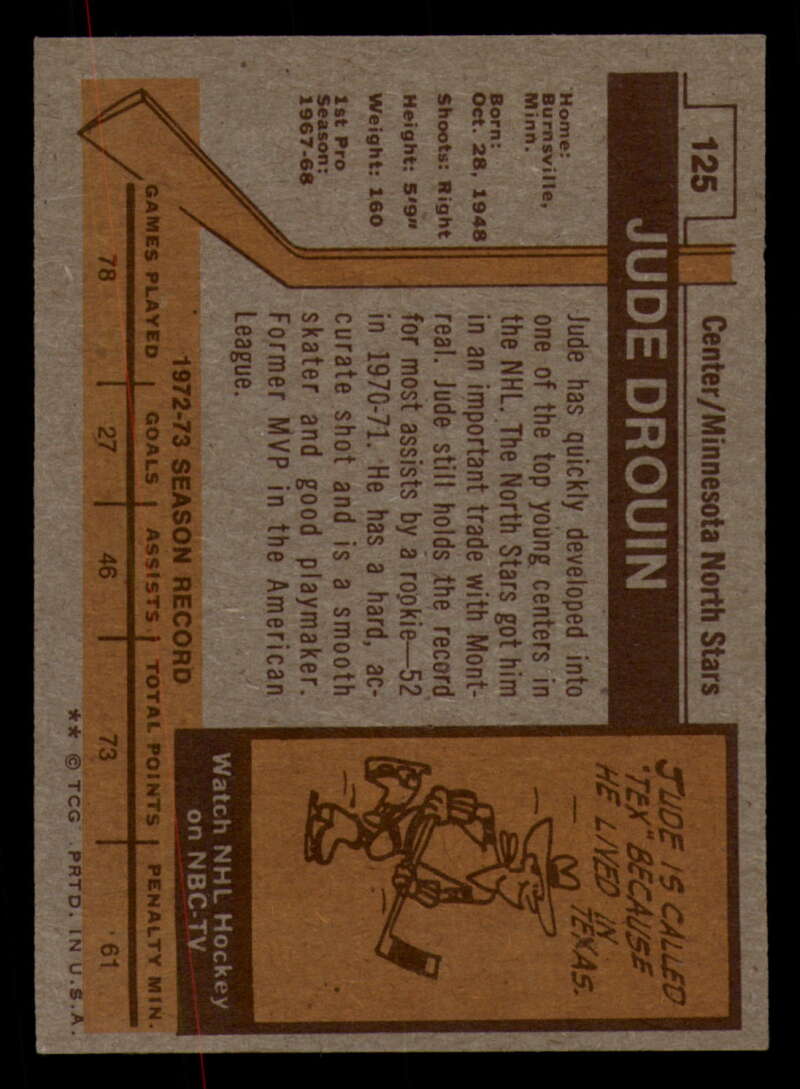 125
Center/Minnesota North Stars
JUDE DROUIN
Home:
Burnsville,
Minn.
Born:
Oct. 28, 1948
Shoots: Right
Height: 5'9"
Weight: 160
1st Pro
Season:
1967-68
Jude has quickly developed into
one of the top young centers in
the NHL. The North Stars got him
in an important trade with Mont-
real. Jude still holds the record
for most assists by a rookie—52
in 1970-71. He has a hard, ac-
curate shot and is a smooth
skater and good playmaker.
Former MVP in the American
League.
JUDE IS CALLED
"TEX" BECAUSE
HE LIVED IN
TEXAS.
Watch NHL Hockey
on NBC-TV
1972-73 SEASON RECORD
GAMES PLAYED GOALS ASSISTS TOTAL POINTS PENALTY MIN.
78 27 46 73 61
** © TCG PRTD. IN U.S.A.